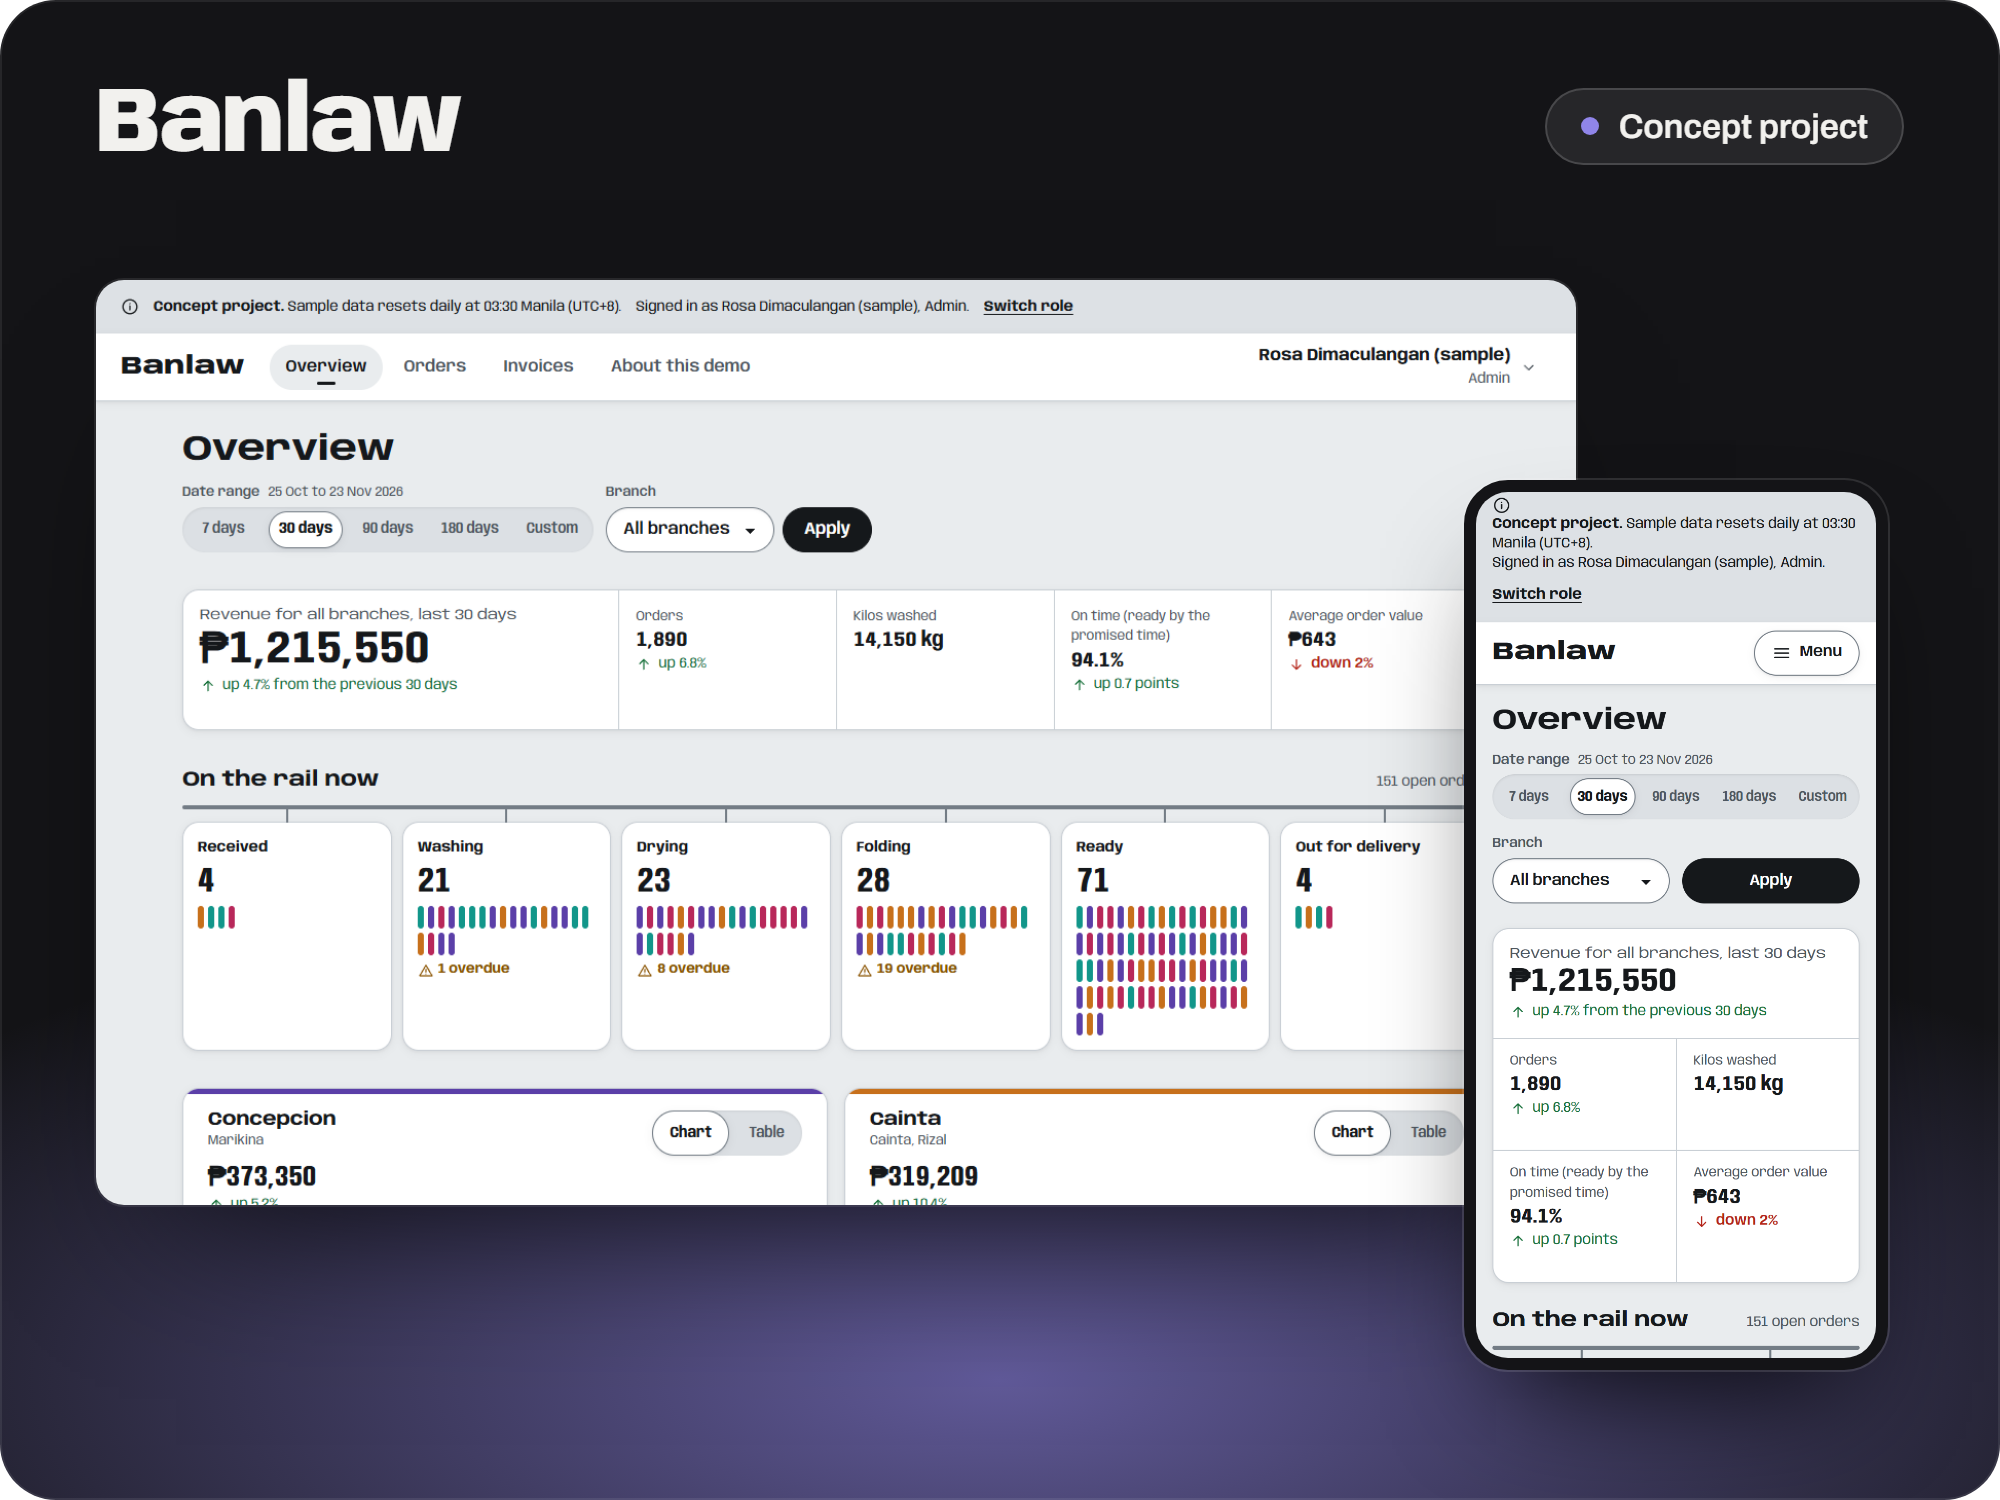 Banlaw
Concept project
Concept project. Sample data resets daily at 03:30 Manila (UTC+8). Signed in as Rosa Dimaculangan (sample), Admin. Switch role
Banlaw Overview Orders Invoices About this demo
Rosa Dimaculangan (sample)
Admin
Overview
Date range 25 Oct to 23 Nov 2026
Branch
7 days 30 days 90 days 180 days Custom
All branches
Apply
Revenue for all branches, last 30 days
₱1,215,550
up 4.7% from the previous 30 days
Orders
1,890
up 6.8%
Kilos washed
14,150 kg
On time (ready by the
promised time)
94.1%
up 0.7 points
Average order value
₱643
down 2%
On the rail now
151 open ord
Received
4
Washing
21
1 overdue
Drying
23
8 overdue
Folding
28
19 overdue
Ready
71
Out for delivery
4
Concepcion
Marikina
Chart Table
₱373,350
up 5.2%
Cainta
Cainta, Rizal
Chart Table
₱319,209
up 10.4%
Concept project. Sample data resets daily at 03:30
Manila (UTC+8).
Signed in as Rosa Dimaculangan (sample), Admin.
Switch role
Banlaw
Menu
Overview
Date range 25 Oct to 23 Nov 2026
7 days 30 days 90 days 180 days Custom
Branch
All branches
Apply
Revenue for all branches, last 30 days
₱1,215,550
up 4.7% from the previous 30 days
Orders
1,890
up 6.8%
Kilos washed
14,150 kg
On time (ready by the
promised time)
94.1%
up 0.7 points
Average order value
₱643
down 2%
On the rail now
151 open orders